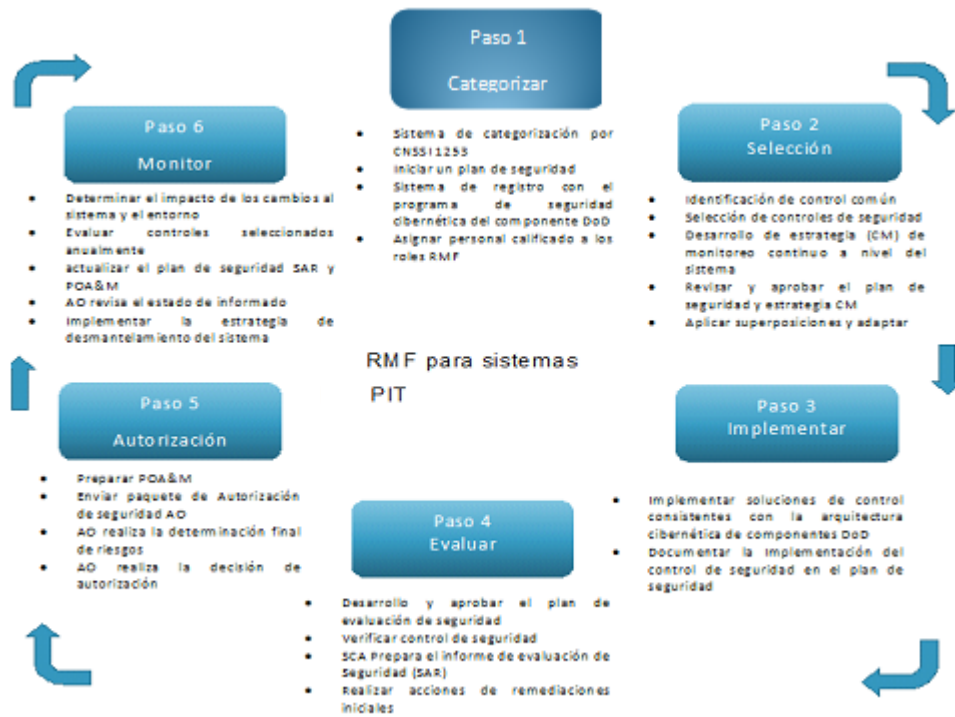 Paso 1
Categorizar
• Sistema de categorización por
CNSSI 1253
• Iniciar un plan de seguridad
• Sistema de registro con el
programa de seguridad
cibernética del componente DoD
• Asignar personal calificado a los
roles RMF
Paso 2
Selección
• Identificación de control común
• Selección de controles de seguridad
• Desarrollo de estrategia (CM) de
monitoreo continuo a nivel del
sistema
• Revisar y aprobar el plan de
seguridad y estrategia CM
• Aplicar superposiciones y adaptar
Paso 3
Implementar
• Implementar soluciones de control
consistentes con la arquitectura
cibernética de componentes DoD
• Documentar la Implementación del
control de seguridad en el plan de
seguridad
Paso 4
Evaluar
• Desarrollo y aprobar el plan de
evaluación de seguridad
• Verificar control de seguridad
• SCA Prepara el informe de evaluación de
Seguridad (SAR)
• Realizar acciones de remediaciones
iniciales
Paso 5
Autorización
• Preparar POA&M
• Enviar paquete de Autorización
de seguridad AO
• AO realiza la determinación final
de riesgos
• AO realiza la decisión de
autorización
Paso 6
Monitor
• Determinar el impacto de los cambios al
sistema y el entorno
• Evaluar controles seleccionados
anualmente
• actualizar el plan de seguridad SAR y
POA&M
• AO revisa el estado de informado
• Implementar la estrategia de
desmantelamiento del sistema
RMF para sistemas
PIT